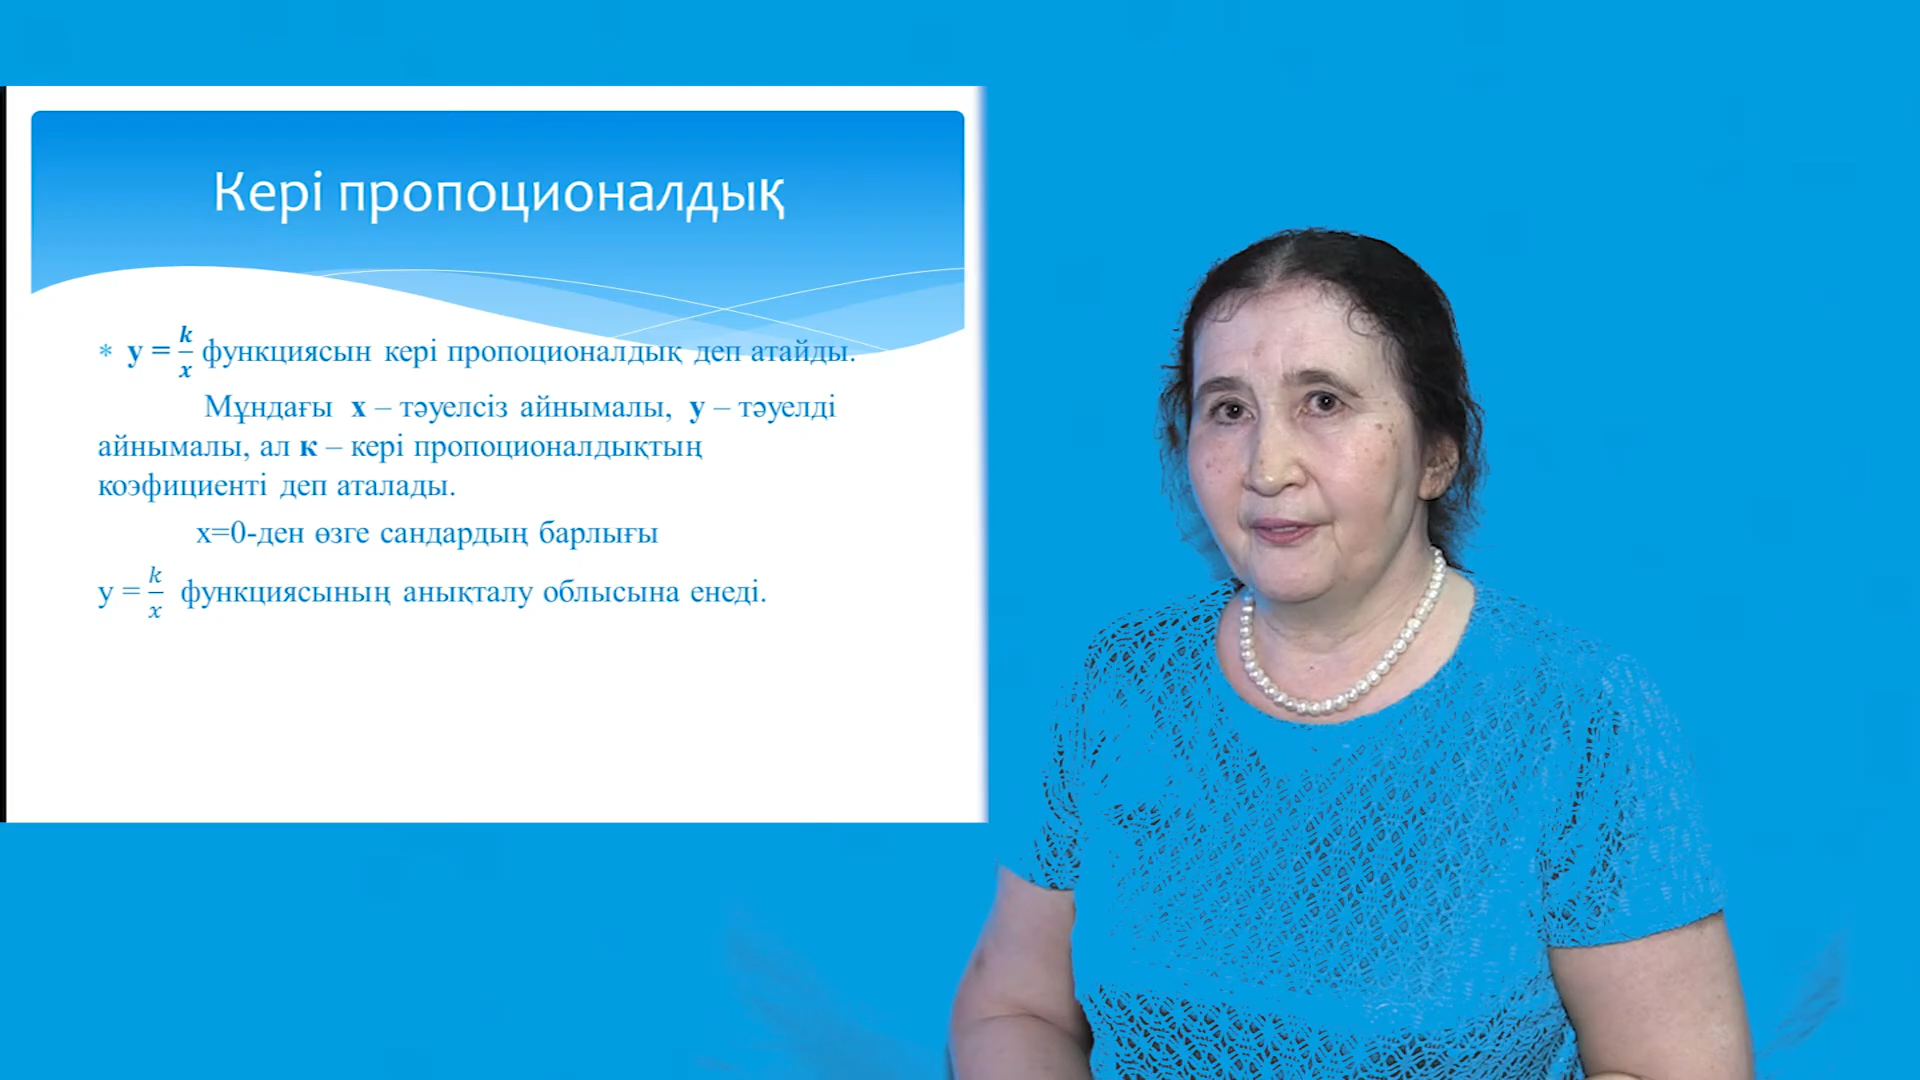 Кері пропоционалдық
* у = k/x функциясын кері пропоционалдық деп атайды.
Мұндағы х – тәуелсіз айнымалы, у – тәуелді
айнымалы, ал к – кері пропоционалдықтың
коэфициенті деп аталады.
х=0-ден өзге сандардың барлығы
у = k/x функциясының анықталу облысына енеді.